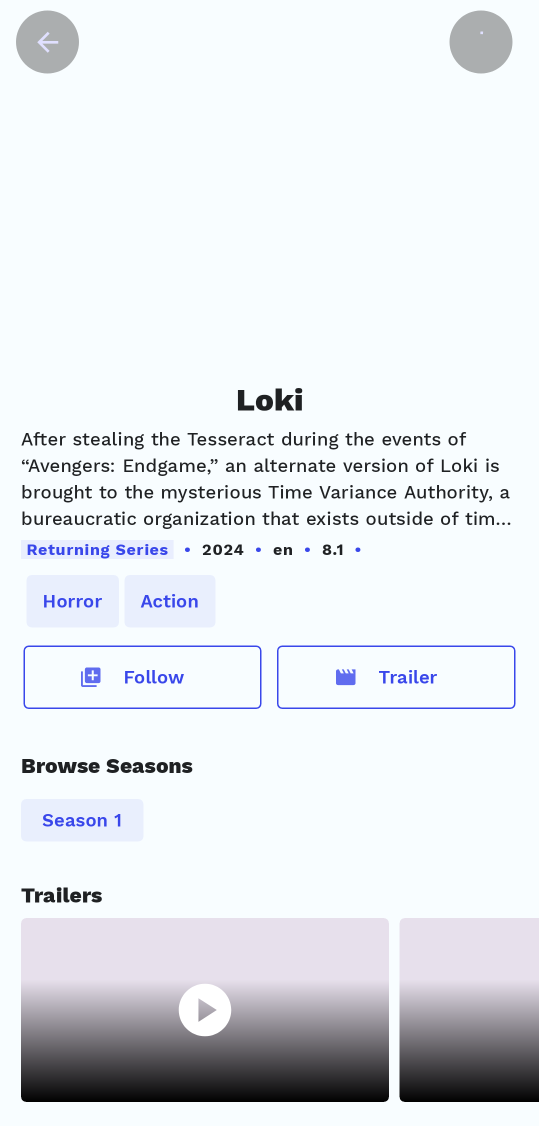 Loki
After stealing the Tesseract during the events of
“Avengers: Endgame,” an alternate version of Loki is
brought to the mysterious Time Variance Authority, a
bureaucratic organization that exists outside of tim...
Returning Series • 2024 • en • 8.1 •
Horror Action
Follow Trailer
Browse Seasons
Season 1
Trailers